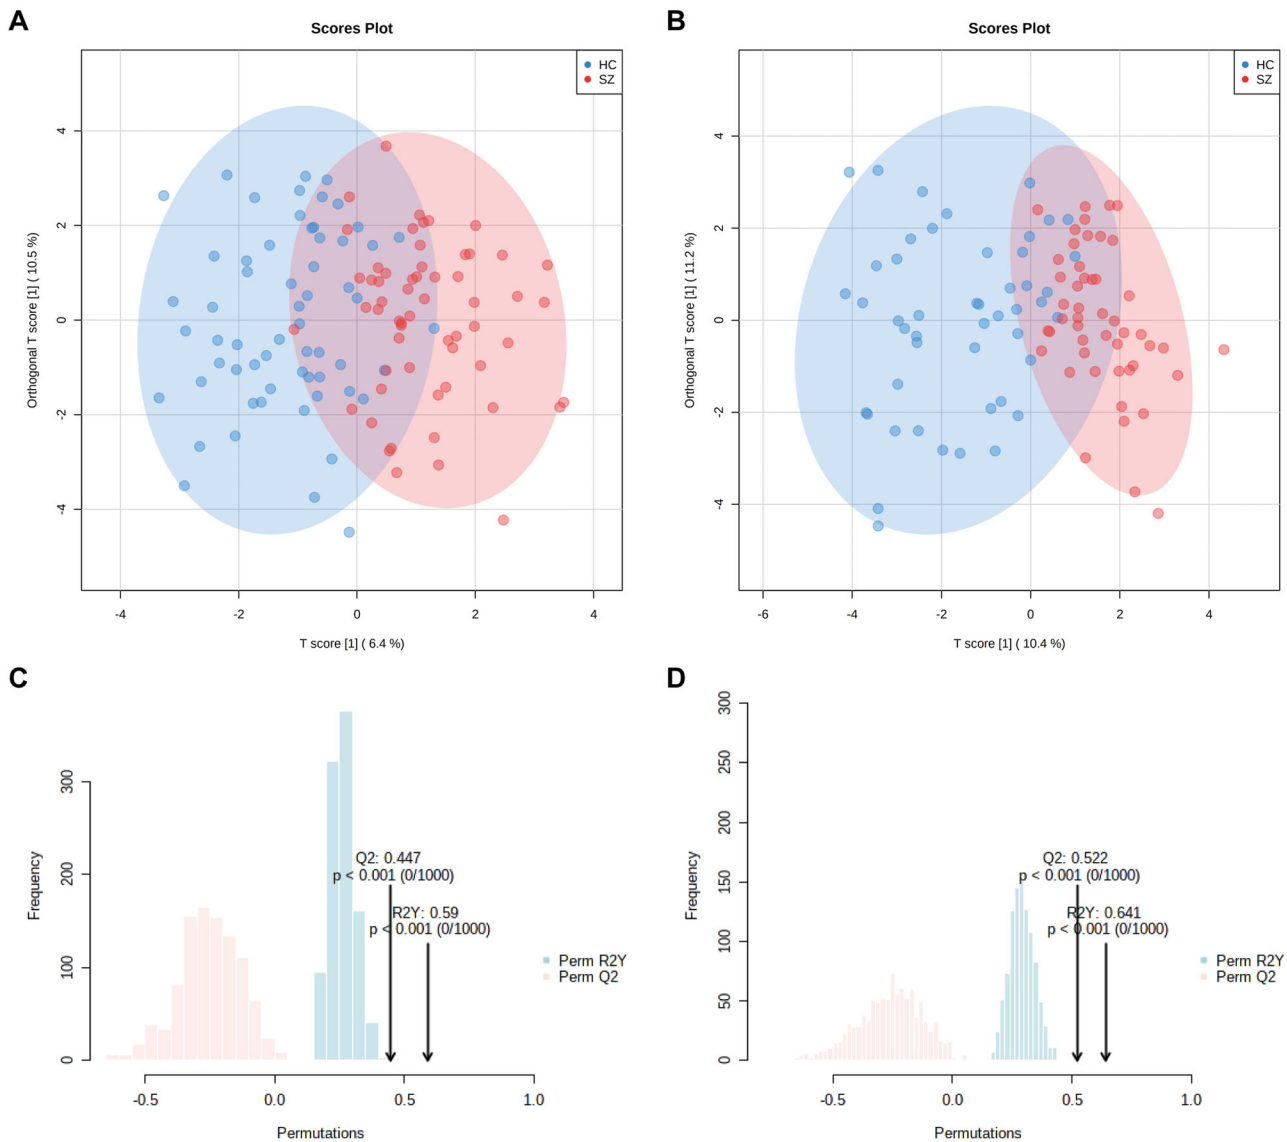 A
Scores Plot
HC
SZ
Orthogonal T score [1] ( 10.5 %)
4
2
0
-2
-4
-4
-2
0
2
4
T score [1] ( 6.4 %)
B
Scores Plot
HC
SZ
Orthogonal T score [1] ( 11.2 %)
4
2
0
-2
-4
-6
-4
-2
0
2
4
T score [1] ( 10.4 %)
C
Frequency
300
200
100
0
Q2: 0.447
p < 0.001 (0/1000)
R2Y: 0.59
p < 0.001 (0/1000)
Perm R2Y
Perm Q2
-0.5
0.0
0.5
1.0
Permutations
D
Frequency
300
250
200
150
100
50
0
Q2: 0.522
p < 0.001 (0/1000)
R2Y: 0.641
p < 0.001 (0/1000)
Perm R2Y
Perm Q2
-0.5
0.0
0.5
1.0
Permutations